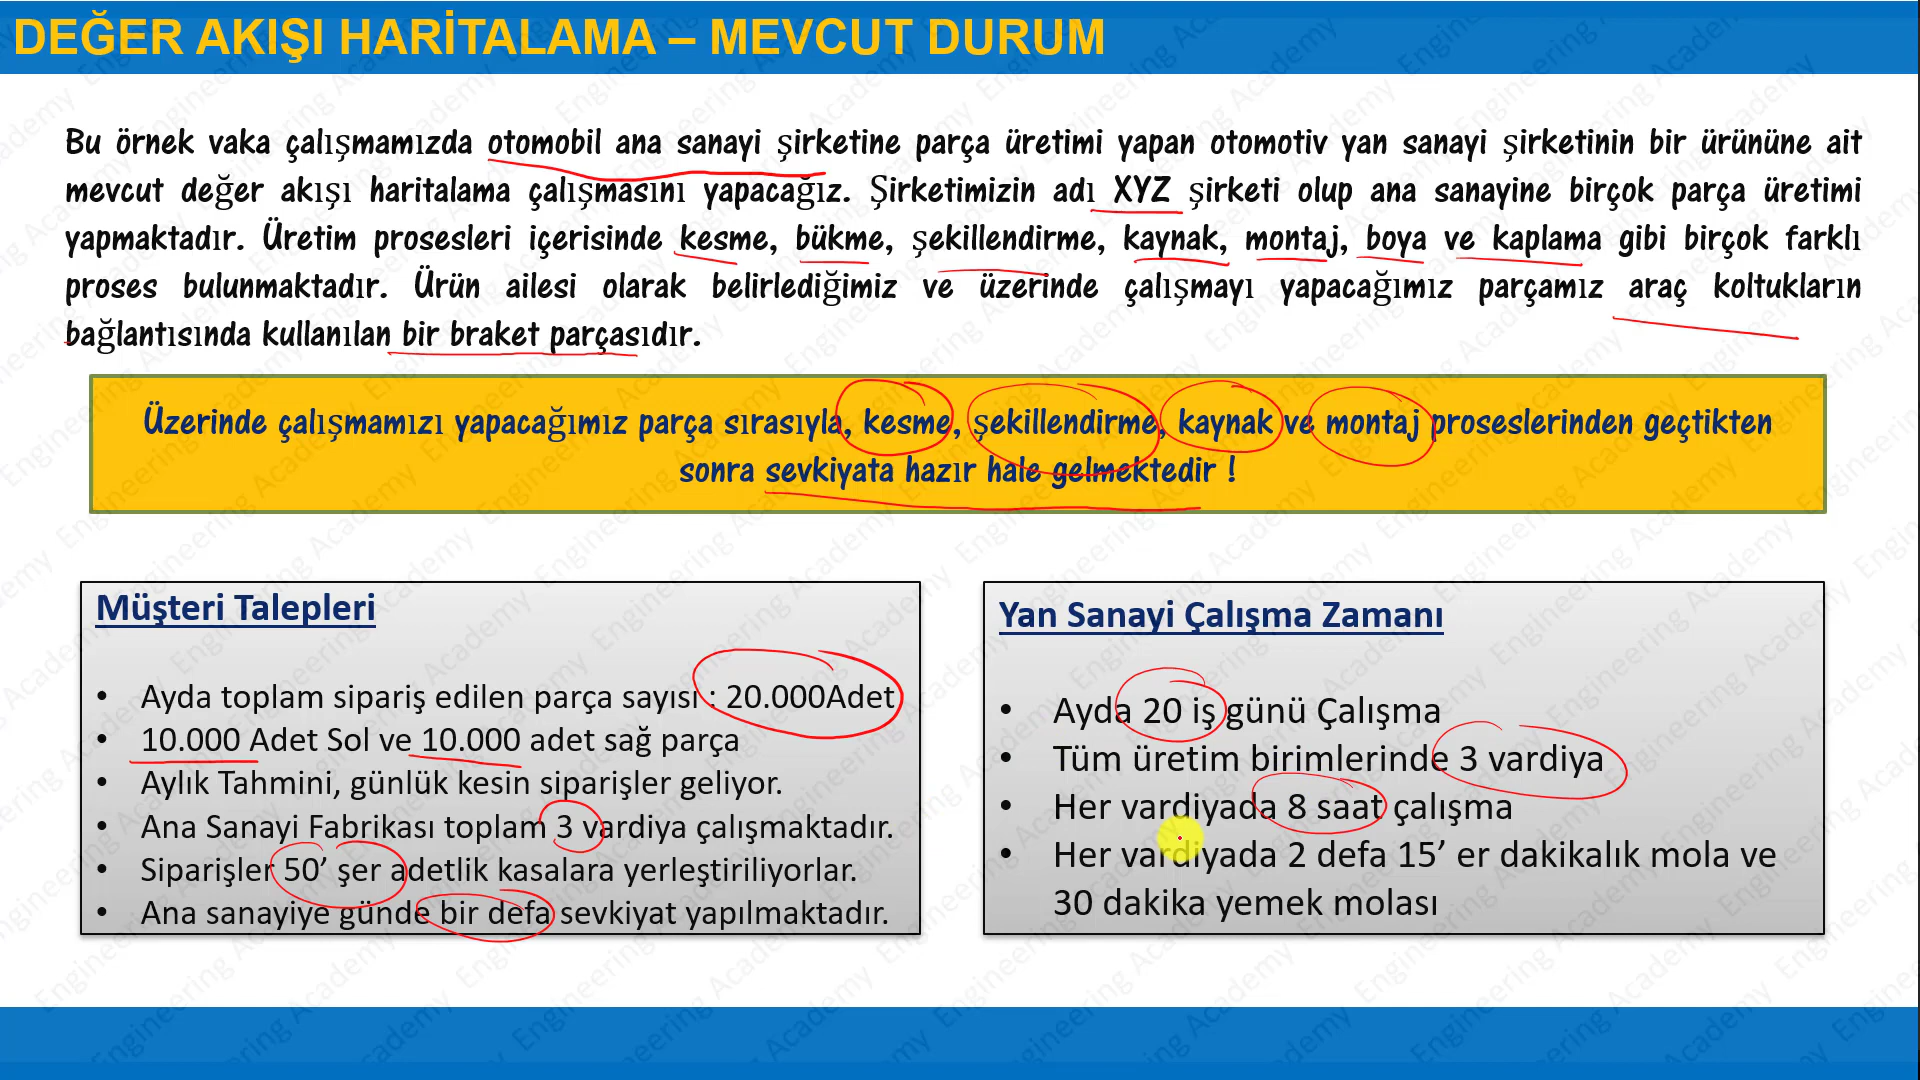 DEĞER AKIŞI HARİTALAMA – MEVCUT DURUM
Bu örnek vaka çalışmamızda otomobil ana sanayi şirketine parça üretimi yapan otomotiv yan sanayi şirketinin bir ürününe ait
mevcut değer akışı haritalama çalışmasını yapacağız. Şirketimizin adı XYZ şirketi olup ana sanayine birçok parça üretimi
yapmaktadır. Üretim prosesleri içerisinde kesme, bükme, şekillendirme, kaynak, montaj, boya ve kaplama gibi birçok farklı
proses bulunmaktadır. Ürün ailesi olarak belirlediğimiz ve üzerinde çalışmayı yapacağımız parçamız araç koltukların
bağlantısında kullanılan bir braket parçasıdır.
Üzerinde çalışmamızı yapacağımız parça sırasıyla, kesme, şekillendirme, kaynak ve montaj proseslerinden geçtikten
sonra sevkiyata hazır hale gelmektedir !
Müşteri Talepleri
• Ayda toplam sipariş edilen parça sayısı : 20.000Adet
• 10.000 Adet Sol ve 10.000 adet sağ parça
• Aylık Tahmini, günlük kesin siparişler geliyor.
• Ana Sanayi Fabrikası toplam 3 vardiya çalışmaktadır.
• Siparişler 50’ şer adetlik kasalara yerleştiriliyorlar.
• Ana sanayiye günde bir defa sevkiyat yapılmaktadır.
Yan Sanayi Çalışma Zamanı
• Ayda 20 iş günü Çalışma
• Tüm üretim birimlerinde 3 vardiya
• Her vardiyada 8 saat çalışma
• Her vardiyada 2 defa 15’ er dakikalık mola ve
30 dakika yemek molası
Engineering Academy